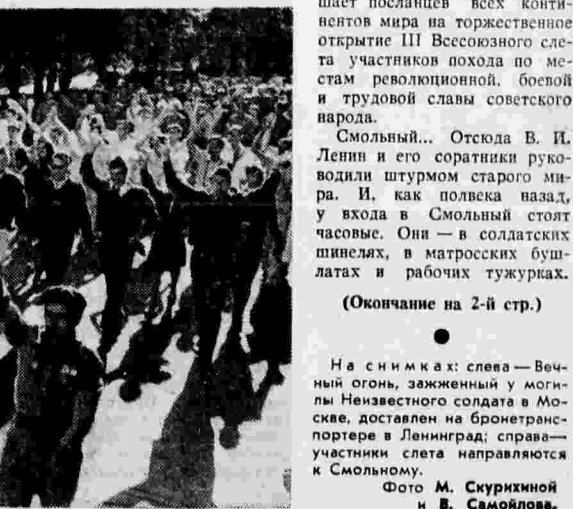 шает посланцев всех конти-
нентов мира на торжественное
открытие III Всесоюзного сле-
та участников похода по ме-
стам революционной, боевой
и трудовой славы советского
народа.
Смольный... Отсюда В. И.
Ленин и его соратники руко-
водили штурмом старого ми-
ра. И, как полвека назад,
у входа в Смольный стоят
часовые. Они — в солдатских
шинелях, в матросских буш-
латах и рабочих тужурках.
(Окончание на 2-й стр.)
На снимках: слева — Веч-
ный огонь, зажженный у моги-
лы Неизвестного солдата в Мо-
скве, доставлен на бронетранс-
портере в Ленинград; справа —
участники слета направляются
к Смольному.
Фото М. Скурихиной
и В. Самойлова.